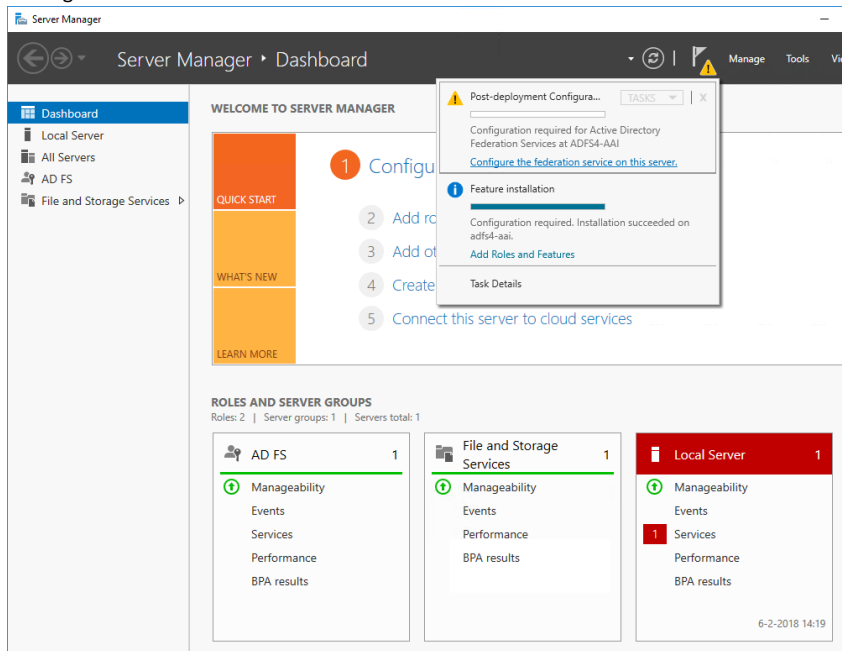 Server Manager
Server Manager • Dashboard
Manage Tools
Dashboard
Local Server
All Servers
AD FS
File and Storage Services
WELCOME TO SERVER MANAGER
QUICK START
WHAT'S NEW
LEARN MORE
1 Configu
2 Add ro
3 Add ot
4 Create
5 Connect this server to cloud services
Post-deployment Configura... TASKS X
Configuration required for Active Directory
Federation Services at ADFS4-AAI
Configure the federation service on this server.
Feature installation
Configuration required. Installation succeeded on
adfs4-aai.
Add Roles and Features
Task Details
ROLES AND SERVER GROUPS
Roles: 2 | Server groups: 1 | Servers total: 1
AD FS 1
Manageability
Events
Services
Performance
BPA results
File and Storage
Services 1
Manageability
Events
Performance
BPA results
Local Server 1
Manageability
Events
1 Services
Performance
BPA results
6-2-2018 14:19